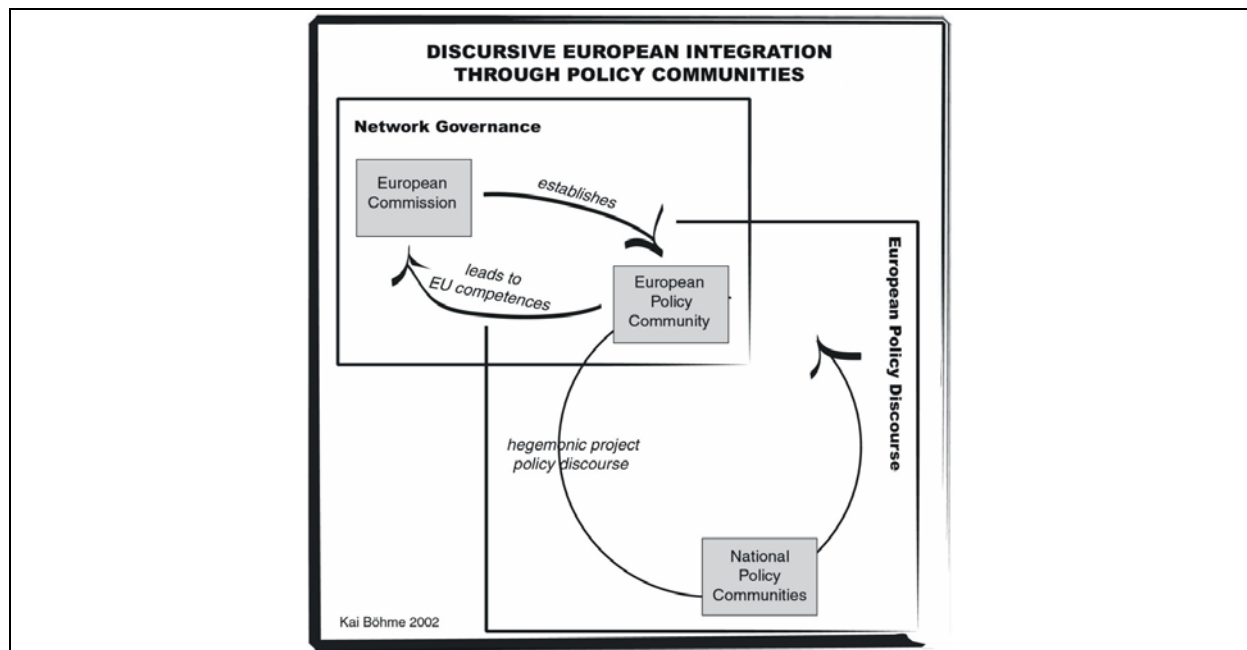 DISCURSIVE EUROPEAN INTEGRATION
THROUGH POLICY COMMUNITIES
Network Governance
European
Commission
establishes
leads to
EU competences
European
Policy
Community
European Policy Discourse
hegemonic project
policy discourse
National
Policy
Communities
Kai Böhme 2002